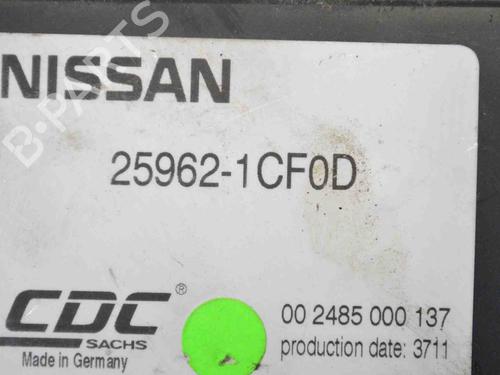 B-PARTS
NISSAN
25962-1CF0D
CDC®
SACHS
Made in Germany
00 2485 000 137
production date: 3711